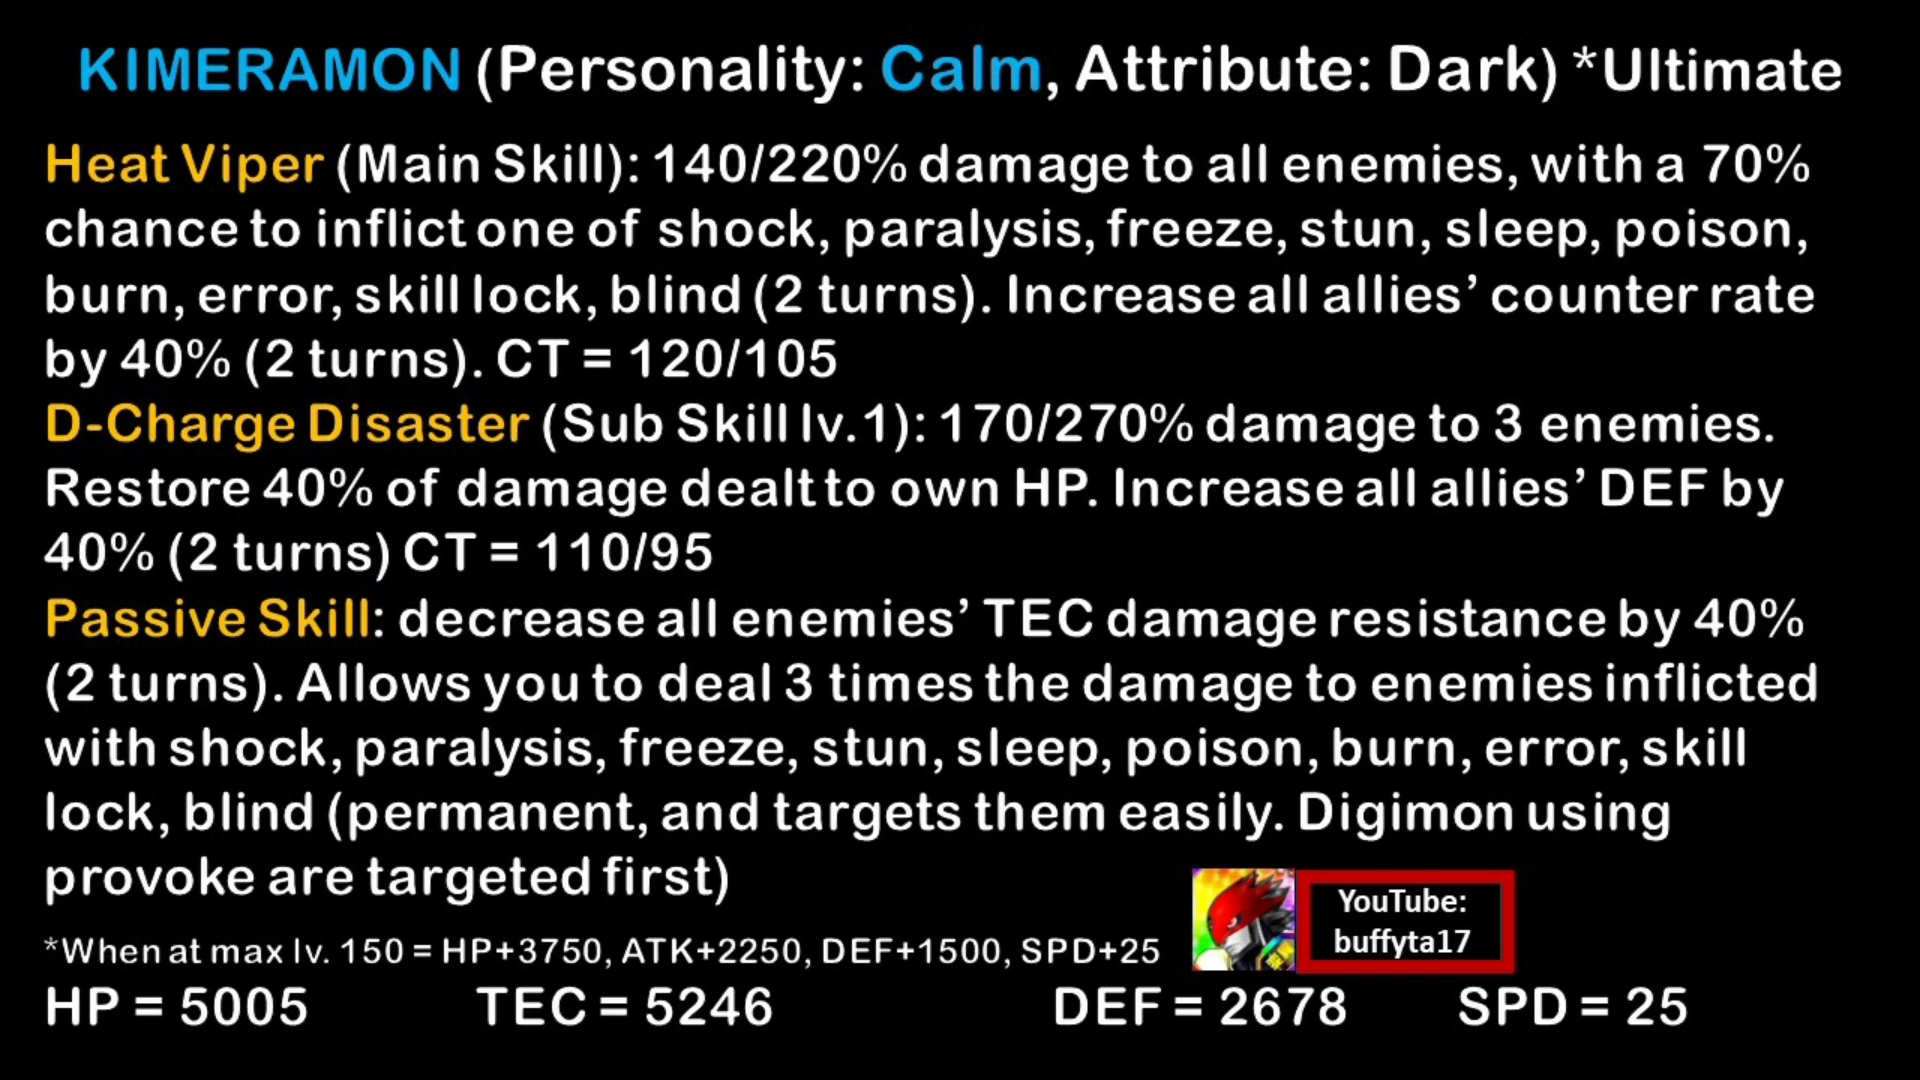 KIMERAMON (Personality: Calm, Attribute: Dark) *Ultimate
Heat Viper (Main Skill): 140/220% damage to all enemies, with a 70%
chance to inflict one of shock, paralysis, freeze, stun, sleep, poison,
burn, error, skill lock, blind (2 turns). Increase all allies’ counter rate
by 40% (2 turns). CT = 120/105
D-Charge Disaster (Sub Skill lv.1): 170/270% damage to 3 enemies.
Restore 40% of damage dealt to own HP. Increase all allies’ DEF by
40% (2 turns) CT = 110/95
Passive Skill: decrease all enemies’ TEC damage resistance by 40%
(2 turns). Allows you to deal 3 times the damage to enemies inflicted
with shock, paralysis, freeze, stun, sleep, poison, burn, error, skill
lock, blind (permanent, and targets them easily. Digimon using
provoke are targeted first)
YouTube:
buffyta17
*When at max lv. 150 = HP+3750, ATK+2250, DEF+1500, SPD+25
HP = 5005 TEC = 5246 DEF = 2678 SPD = 25